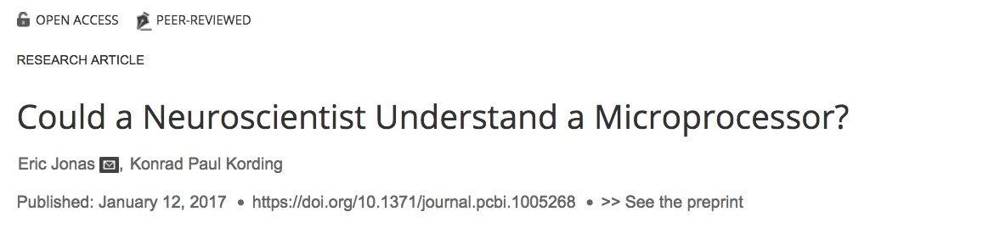 OPEN ACCESS PEER-REVIEWED
RESEARCH ARTICLE
Could a Neuroscientist Understand a Microprocessor?
Eric Jonas , Konrad Paul Kording
Published: January 12, 2017 • https://doi.org/10.1371/journal.pcbi.1005268 • >> See the preprint